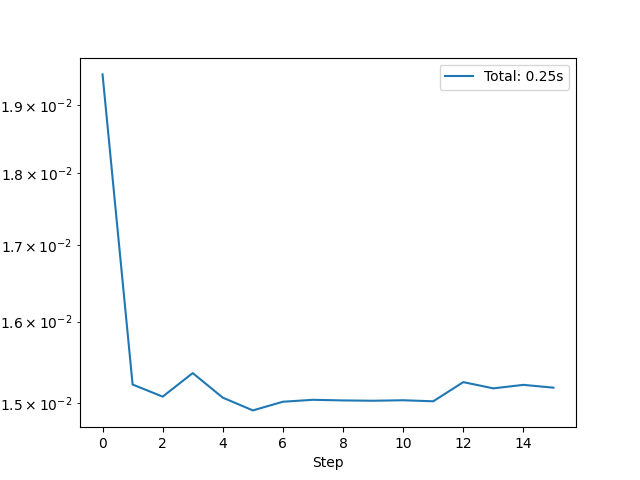 Total: 0.25s
1.9 × 10⁻²
1.8 × 10⁻²
1.7 × 10⁻²
1.6 × 10⁻²
1.5 × 10⁻²
0 2 4 6 8 10 12 14
Step